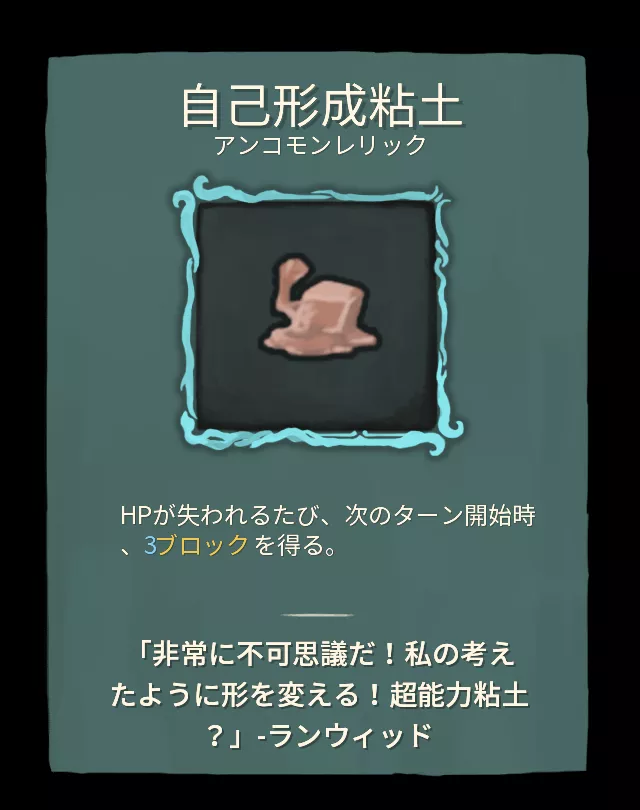 自己形成粘土
アンコモンレリック
HPが失われるたび、次のターン開始時
、3ブロックを得る。
「非常に不可思議だ！私の考え
たように形を変える！超能力粘土
？」-ランウィッド